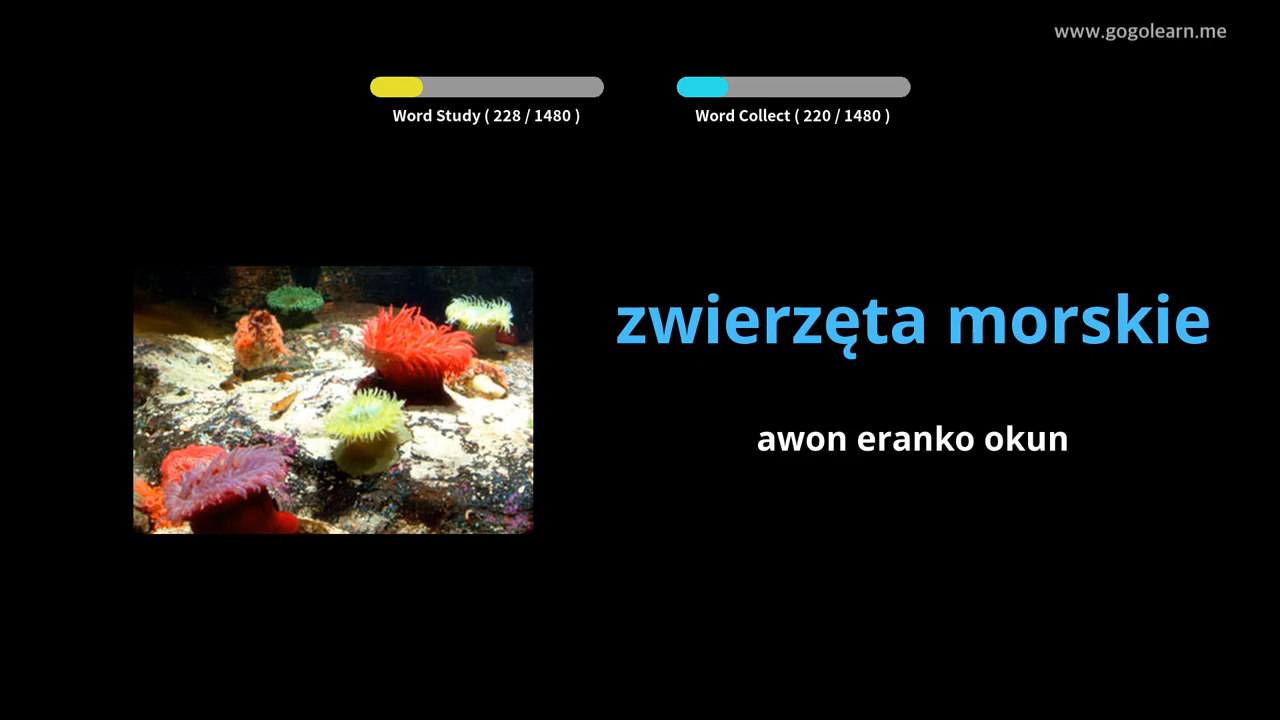 www.gogolearn.me
Word Study ( 228 / 1480 )
Word Collect ( 220 / 1480 )
zwierzęta morskie
awon eranko okun